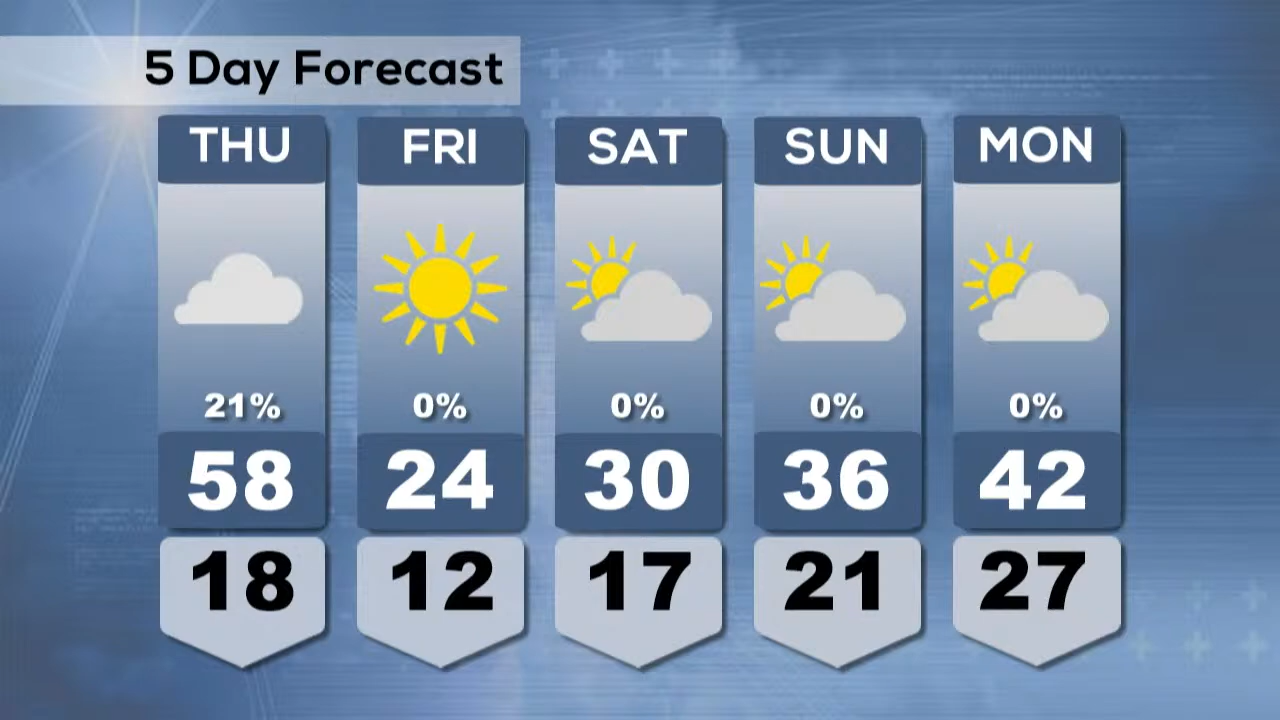 5 Day Forecast
THU FRI SAT SUN MON
21% 0% 0% 0% 0%
58 24 30 36 42
18 12 17 21 27